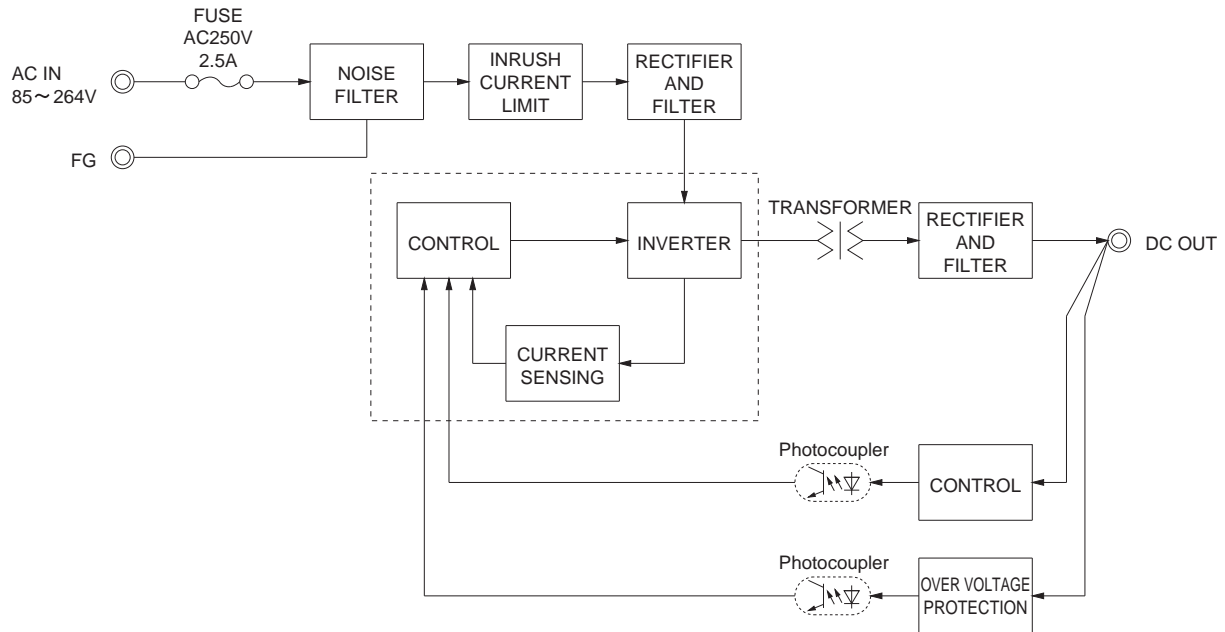 FUSE
AC250V
2.5A
AC IN
85～264V
NOISE
FILTER
INRUSH
CURRENT
LIMIT
RECTIFIER
AND
FILTER
FG
CONTROL
INVERTER
TRANSFORMER
RECTIFIER
AND
FILTER
DC OUT
CURRENT
SENSING
Photocoupler
CONTROL
Photocoupler
OVER VOLTAGE
PROTECTION